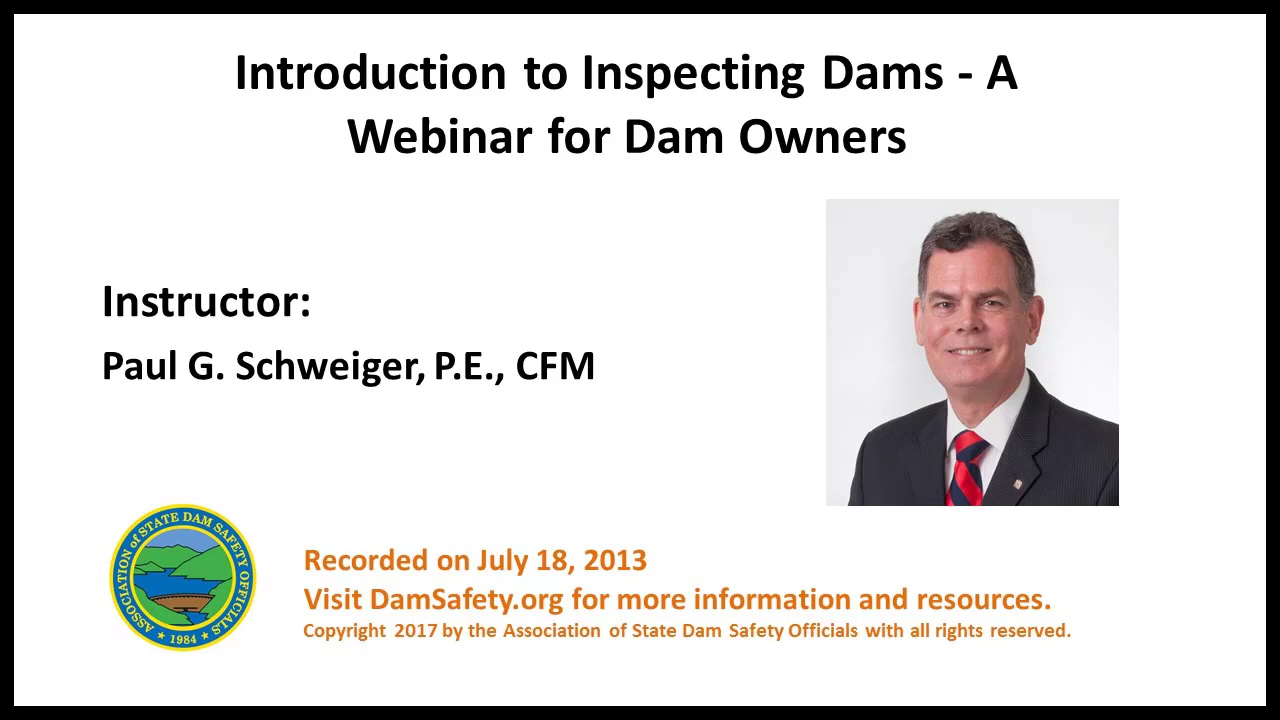 Introduction to Inspecting Dams - A
Webinar for Dam Owners
Instructor:
Paul G. Schweiger, P.E., CFM
ASSOCIATION of STATE DAM SAFETY OFFICIALS
★ 1984 ★
Recorded on July 18, 2013
Visit DamSafety.org for more information and resources.
Copyright 2017 by the Association of State Dam Safety Officials with all rights reserved.